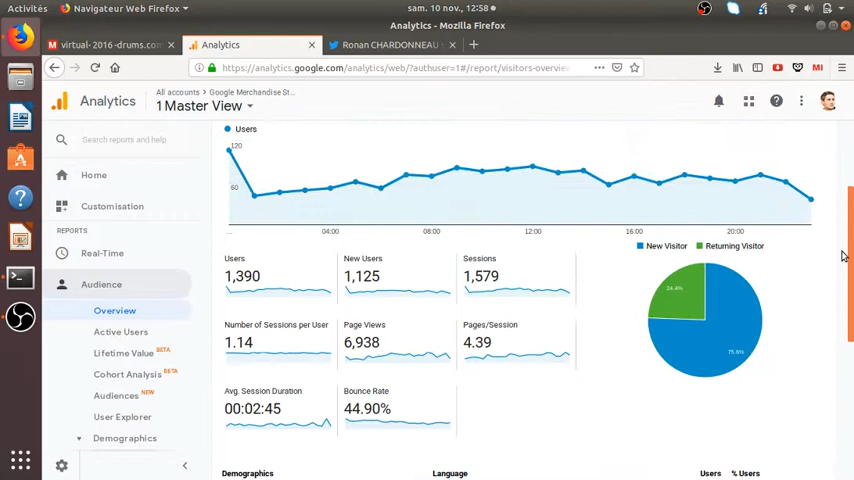 Activités
Navigateur Web Firefox
sam. 10 nov., 12:58
Analytics - Mozilla Firefox
virtual- 2016-drums.com
Analytics
Ronan CHARDONNEAU
https://analytics.google.com/analytics/web/?authuser=1#/report/visitors-overview
MI
Analytics
All accounts > Google Merchandise St...
1 Master View
Search reports and help
Home
Customisation
REPORTS
Real-Time
Audience
Overview
Active Users
Lifetime Value BETA
Cohort Analysis BETA
Audiences NEW
User Explorer
Demographics
Users
120
60
... 04:00 08:00 12:00 16:00 20:00
New Visitor Returning Visitor
Users
1,390
New Users
1,125
Sessions
1,579
Number of Sessions per User
1.14
Page Views
6,938
Pages/Session
4.39
Avg. Session Duration
00:02:45
Bounce Rate
44.90%
24.4%
75.6%
Demographics Language Users % Users